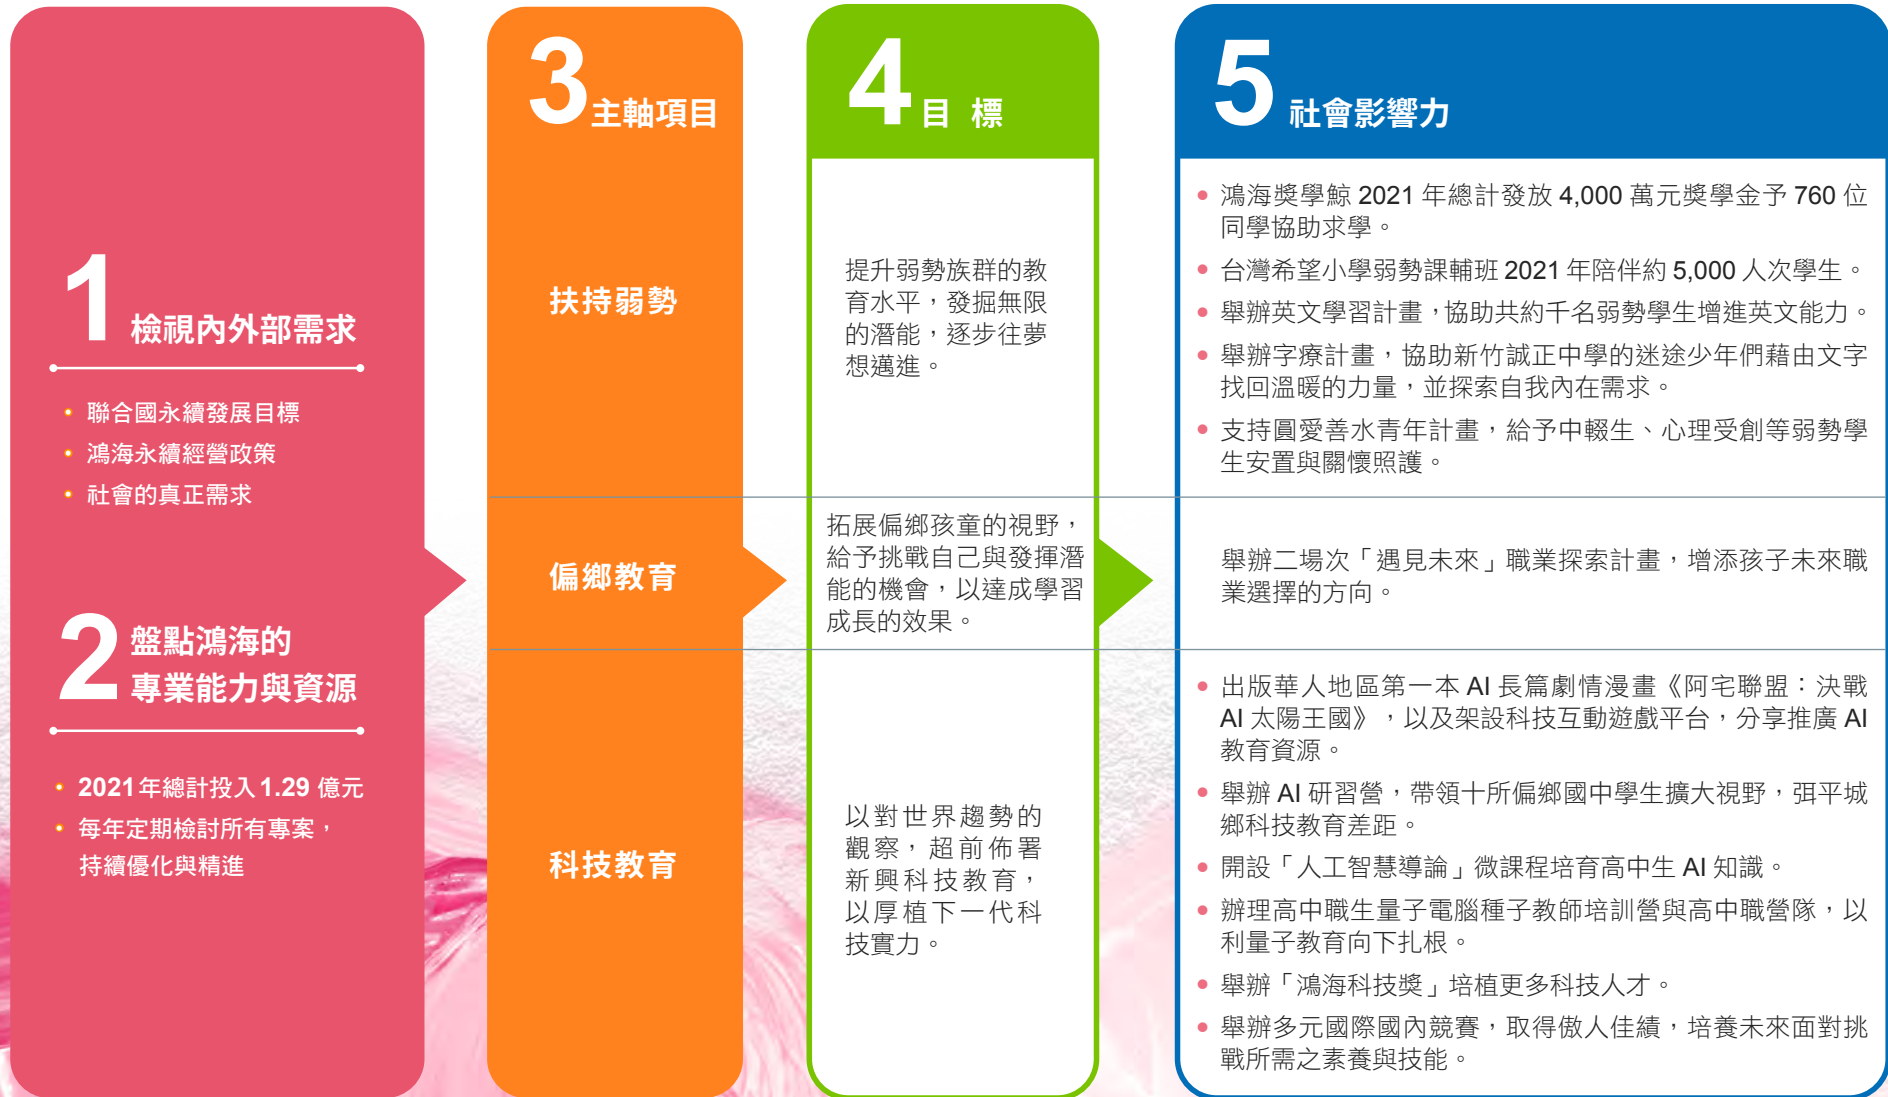 1 檢視內外部需求
• 聯合國永續發展目標
• 鴻海永續經營政策
• 社會的真正需求
2 盤點鴻海的
專業能力與資源
• 2021年總計投入1.29 億元
• 每年定期檢討所有專案，
持續優化與精進
3 主軸項目
扶持弱勢
偏鄉教育
科技教育
4 目 標
提升弱勢族群的教
育水平，發掘無限
的潛能，逐步往夢
想邁進。
拓展偏鄉孩童的視野，
給予挑戰自己與發揮潛
能的機會，以達成學習
成長的效果。
以對世界趨勢的
觀察，超前佈署
新興科技教育，
以厚植下一代科
技實力。
5 社會影響力
• 鴻海獎學鯨 2021 年總計發放 4,000 萬元獎學金予 760 位
同學協助求學。
• 台灣希望小學弱勢課輔班 2021 年陪伴約 5,000 人次學生。
• 舉辦英文學習計畫，協助共約千名弱勢學生增進英文能力。
• 舉辦字療計畫，協助新竹誠正中學的迷途少年們藉由文字
找回溫暖的力量，並探索自我內在需求。
• 支持圓愛善水青年計畫，給予中輟生、心理受創等弱勢學
生安置與關懷照護。
舉辦二場次「遇見未來」職業探索計畫，增添孩子未來職
業選擇的方向。
• 出版華人地區第一本 AI 長篇劇情漫畫《阿宅聯盟：決戰
AI 太陽王國》，以及架設科技互動遊戲平台，分享推廣 AI
教育資源。
• 舉辦 AI 研習營，帶領十所偏鄉國中學生擴大視野，弭平城
鄉科技教育差距。
• 開設「人工智慧導論」微課程培育高中生 AI 知識。
• 辦理高中職生量子電腦種子教師培訓營與高中職營隊，以
利量子教育向下扎根。
• 舉辦「鴻海科技獎」培植更多科技人才。
• 舉辦多元國際國內競賽，取得傲人佳績，培養未來面對挑
戰所需之素養與技能。